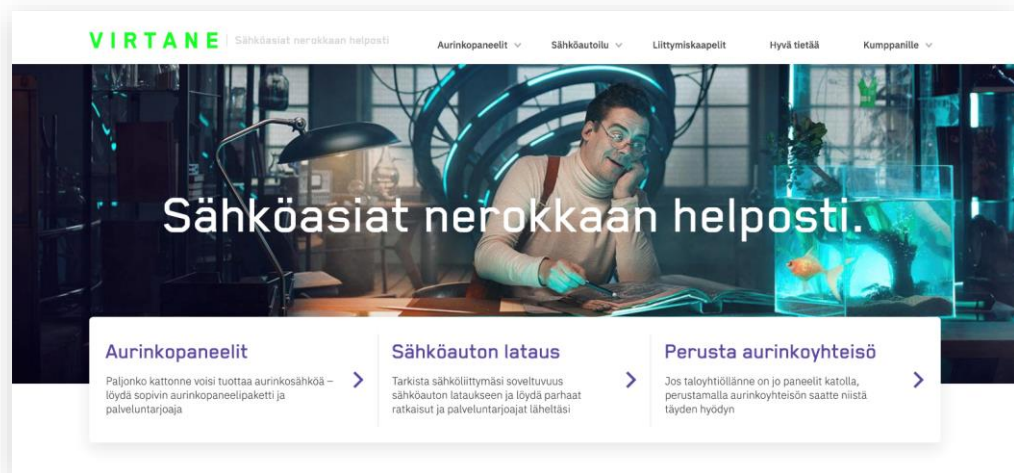 VIRTANE
Sähköasiat nerokkaan helposti
Aurinkopaneelit
Sähköautoilu
Liittymiskaapelit
Hyvä tietää
Kumppanille
Sähköasiat nerokkaan helposti.
Aurinkopaneelit
Paljonko kattonne voisi tuottaa aurinkosähköä –
löydä sopivin aurinkopaneelipaketti ja
palveluntarjoaja
Sähköauton lataus
Tarkista sähköliittymäsi soveltuvuus
sähköauton lataukseen ja löydä parhaat
ratkaisut ja palveluntarjoajat läheltäsi
Perusta aurinkoyhteisö
Jos taloyhtiöllänne on jo paneelit katolla,
perustamalla aurinkoyhteisön saatte niistä
täyden hyödyn